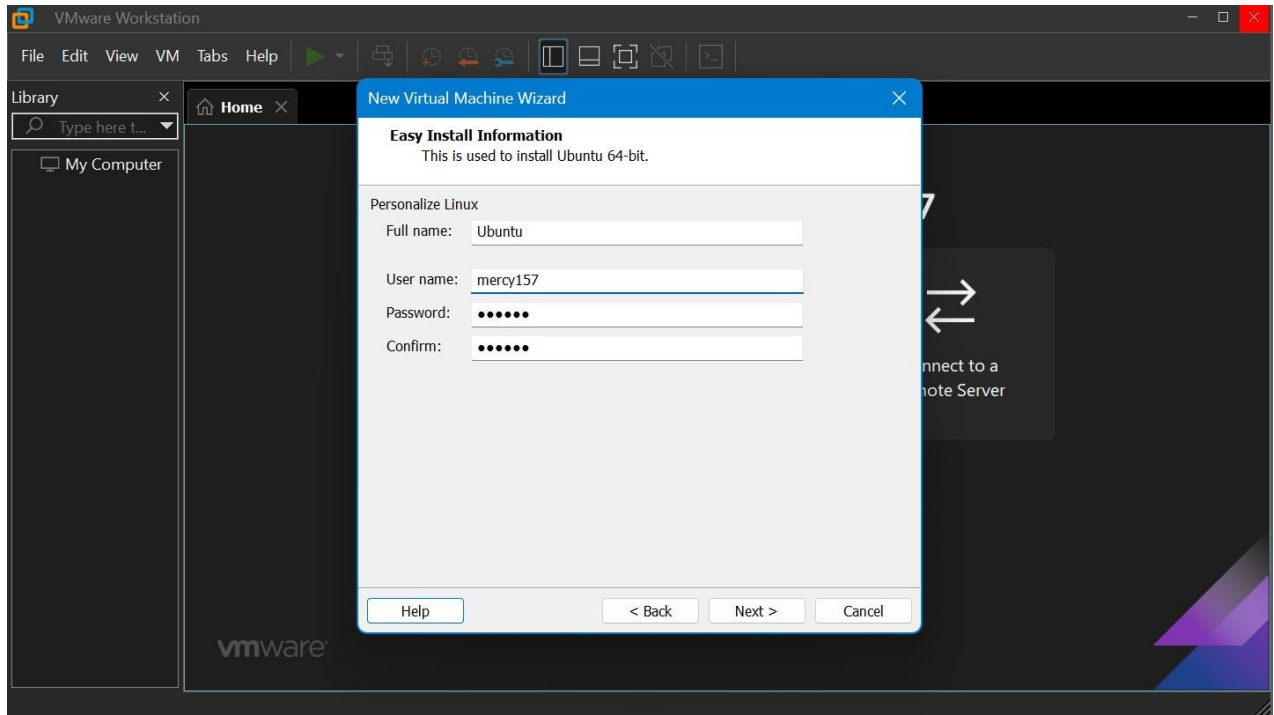 VMware Workstation
File Edit View VM Tabs Help
Library
Type here t...
My Computer
Home
New Virtual Machine Wizard
Easy Install Information
This is used to install Ubuntu 64-bit.
Personalize Linux
Full name: Ubuntu
User name: mercy157
Password: ••••••
Confirm: ••••••
Help < Back Next > Cancel
7
nnect to a
note Server
vmware